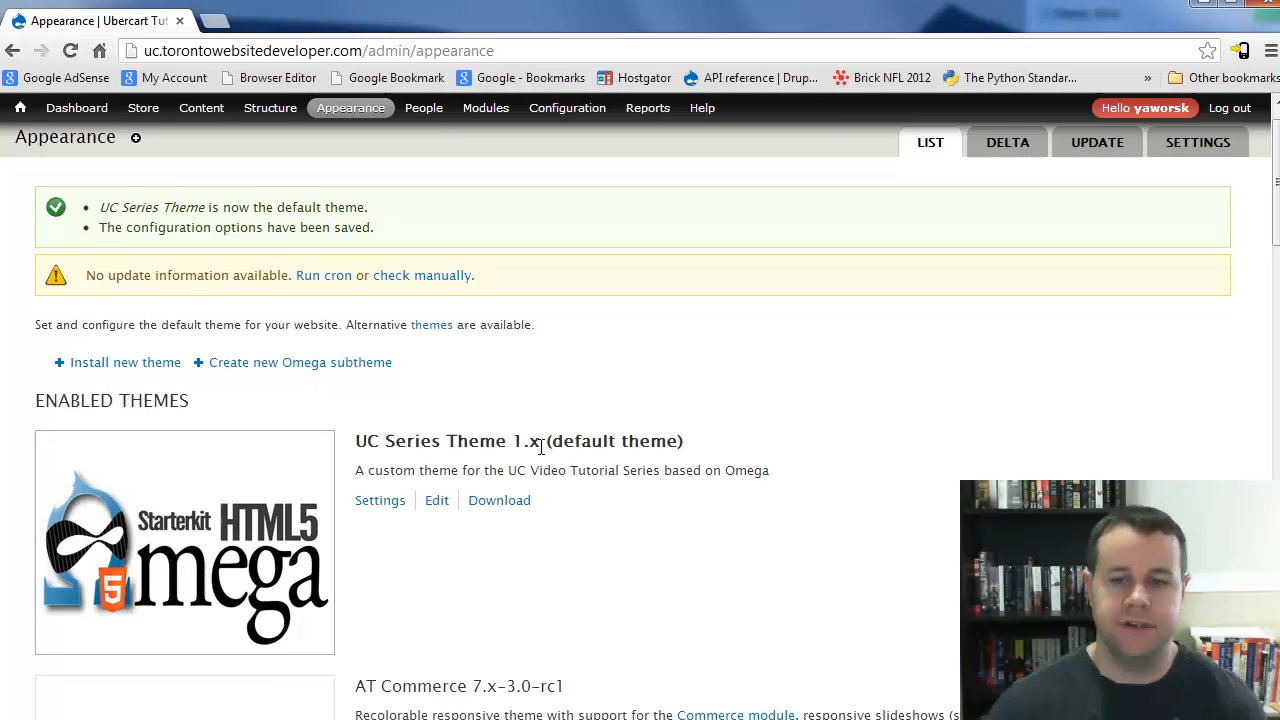 Appearance | Ubercart Tut
uc.torontowebsitedeveloper.com/admin/appearance
Google AdSense My Account Browser Editor Google Bookmark Google - Bookmarks Hostgator API reference | Drup... Brick NFL 2012 The Python Standar... » Other bookmarks
Dashboard Store Content Structure Appearance People Modules Configuration Reports Help Hello yaworsk Log out
Appearance LIST DELTA UPDATE SETTINGS
UC Series Theme is now the default theme.
The configuration options have been saved.
No update information available. Run cron or check manually.
Set and configure the default theme for your website. Alternative themes are available.
+ Install new theme + Create new Omega subtheme
ENABLED THEMES
UC Series Theme 1.x (default theme)
A custom theme for the UC Video Tutorial Series based on Omega
Settings Edit Download
Starterkit HTML5
omega
5
AT Commerce 7.x-3.0-rc1
Recolorable responsive theme with support for the Commerce module, responsive slideshows (s